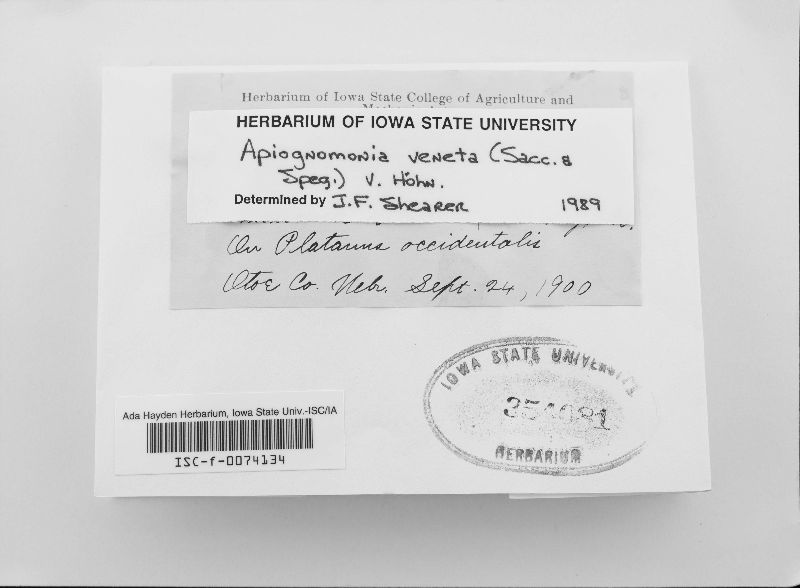 Herbarium of Iowa State College of Agriculture and
HERBARIUM OF IOWA STATE UNIVERSITY
Apiognomonia veneta (Sacc. &
Speg.) v. Höhn.
Determined by J.F. Shearer 1989
On Platanus occidentalis
Otoe Co. Nebr. Sept. 24, 1900
IOWA STATE UNIVERSITY
354081
HERBARIUM
Ada Hayden Herbarium, Iowa State Univ.-ISC/IA
ISC-f-0074134